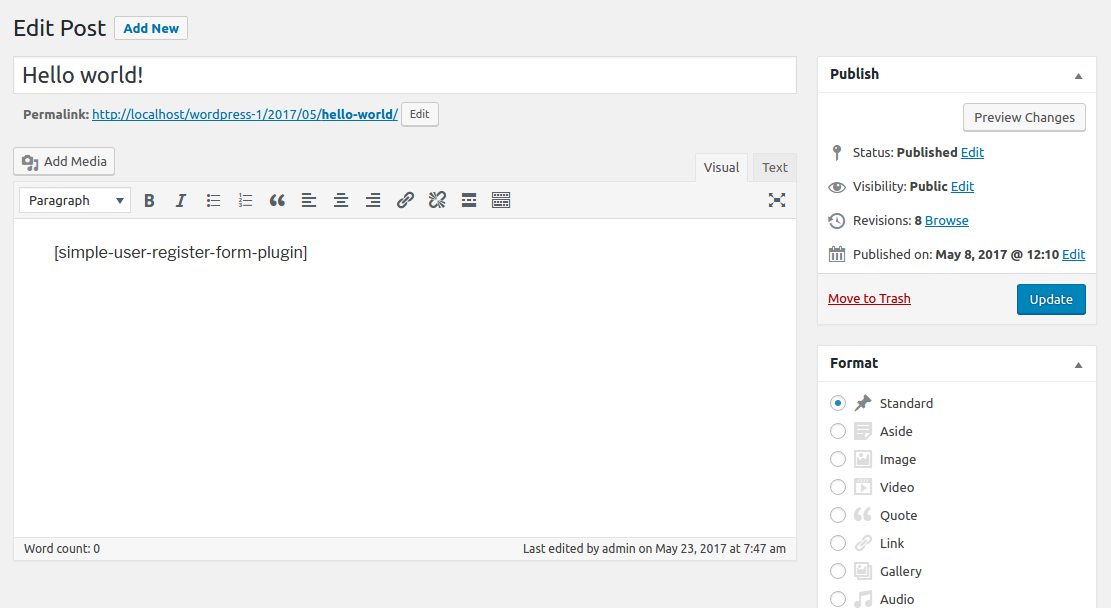 Edit Post Add New
Hello world!
Permalink: http://localhost/wordpress-1/2017/05/hello-world/ Edit
Add Media
Visual Text
Paragraph
[simple-user-register-form-plugin]
Word count: 0
Last edited by admin on May 23, 2017 at 7:47 am
Publish
Preview Changes
Status: Published Edit
Visibility: Public Edit
Revisions: 8 Browse
Published on: May 8, 2017 @ 12:10 Edit
Move to Trash Update
Format
Standard
Aside
Image
Video
Quote
Link
Gallery
Audio